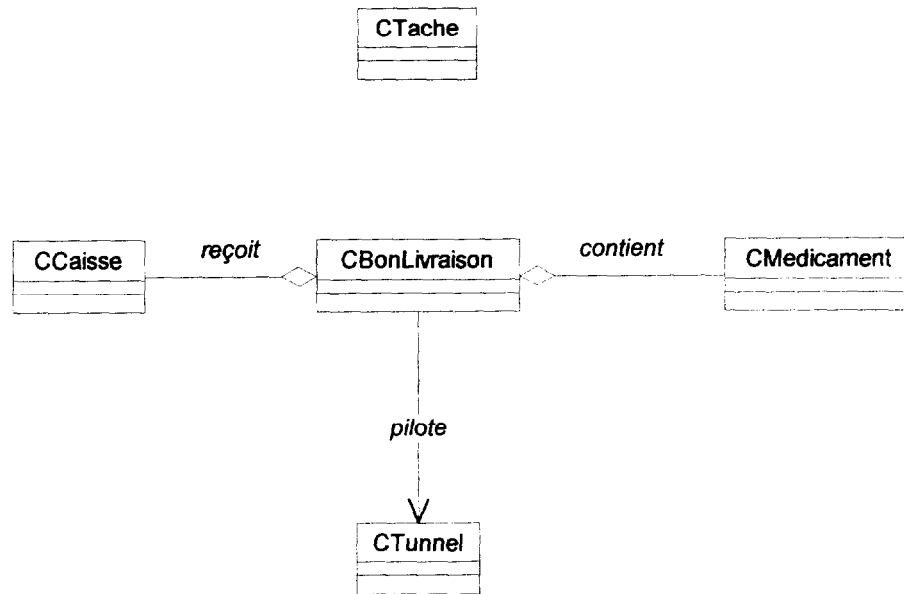 CTache
CCaisse
reçoit
CBonLivraison
contient
CMedicament
pilote
CTunnel